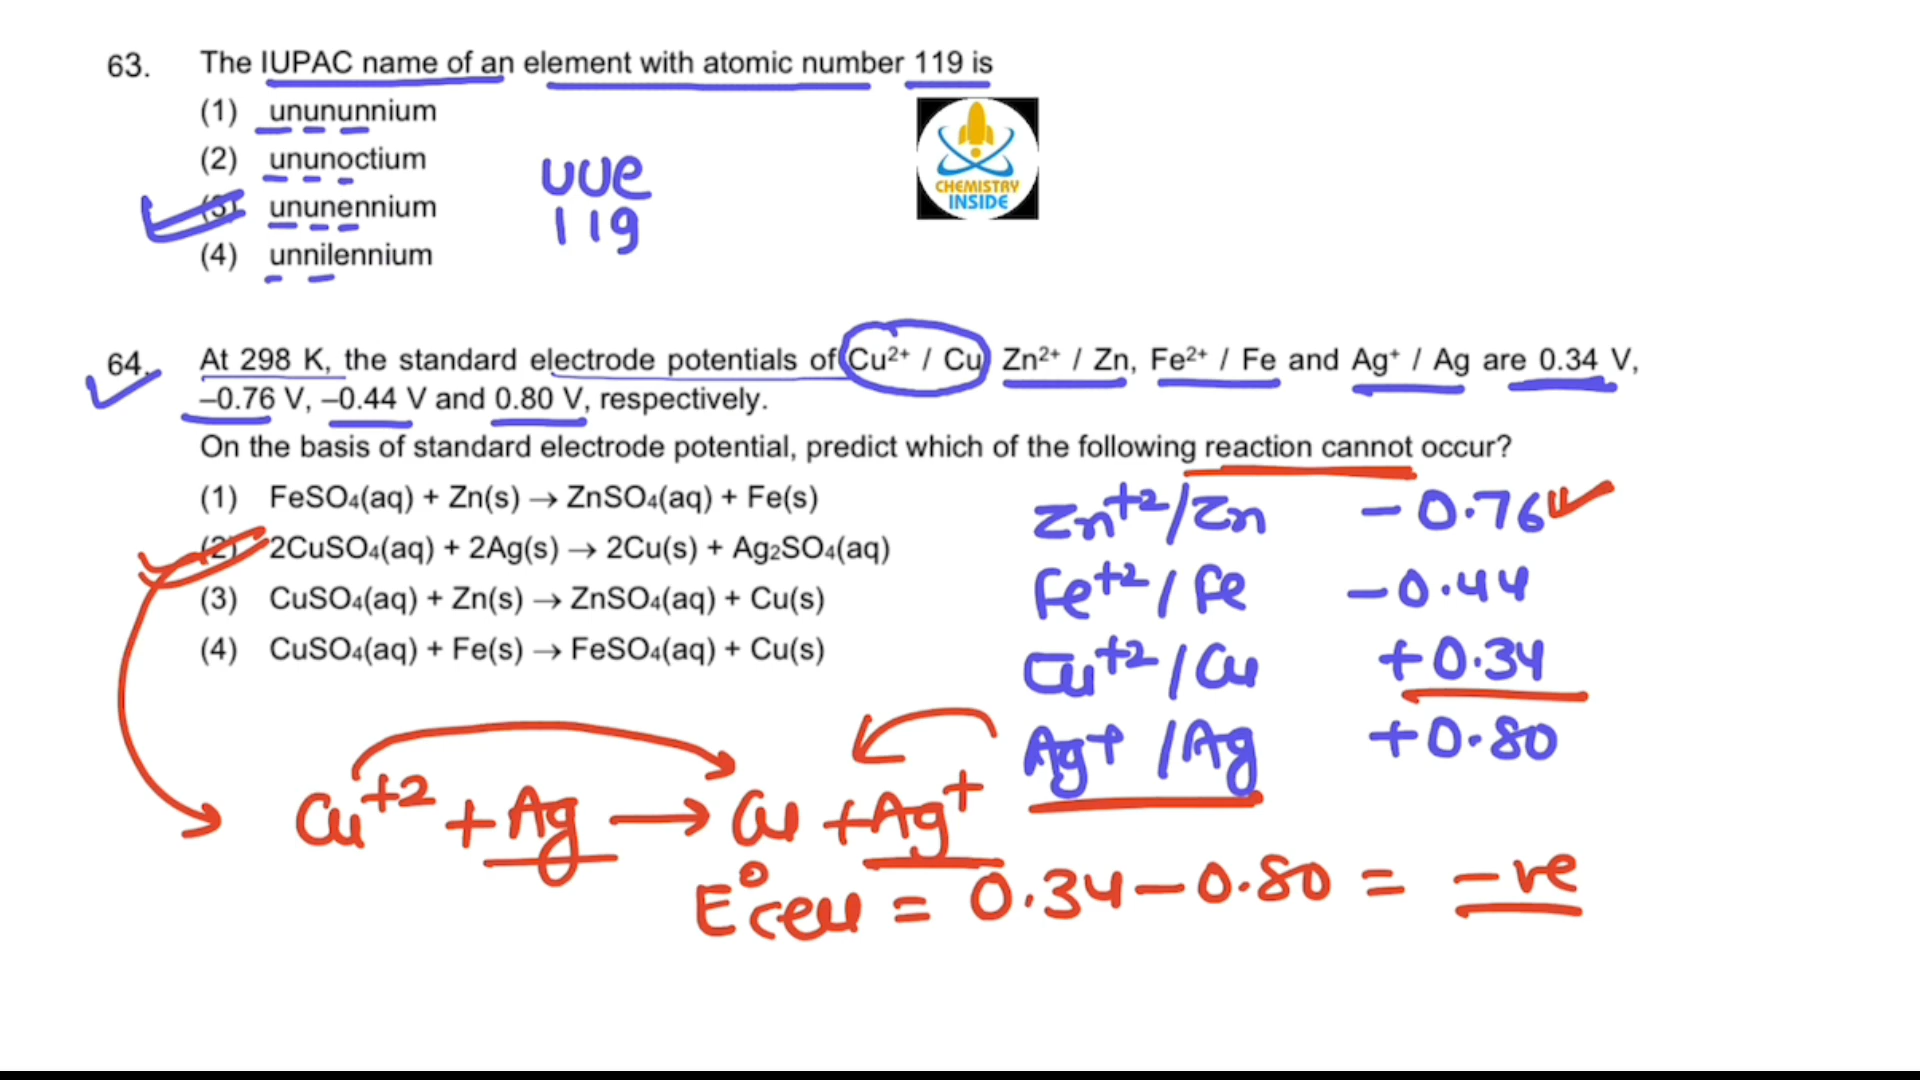 63. The IUPAC name of an element with atomic number 119 is
(1) unununnium
(2) ununoctium
(3) ununennium
(4) unnilennium
UUE
119
CHEMISTRY
INSIDE
64. At 298 K, the standard electrode potentials of Cu²⁺ / Cu, Zn²⁺ / Zn, Fe²⁺ / Fe and Ag⁺ / Ag are 0.34 V,
–0.76 V, –0.44 V and 0.80 V, respectively.
On the basis of standard electrode potential, predict which of the following reaction cannot occur?
(1) FeSO₄(aq) + Zn(s) → ZnSO₄(aq) + Fe(s)
(2) 2CuSO₄(aq) + 2Ag(s) → 2Cu(s) + Ag₂SO₄(aq)
(3) CuSO₄(aq) + Zn(s) → ZnSO₄(aq) + Cu(s)
(4) CuSO₄(aq) + Fe(s) → FeSO₄(aq) + Cu(s)
Zn⁺²/Zn –0.76
Fe⁺²/Fe –0.44
Cu⁺²/Cu +0.34
Ag⁺/Ag +0.80
Cu⁺² + Ag → Cu + Ag⁺
E°cell = 0.34–0.80 = –ve